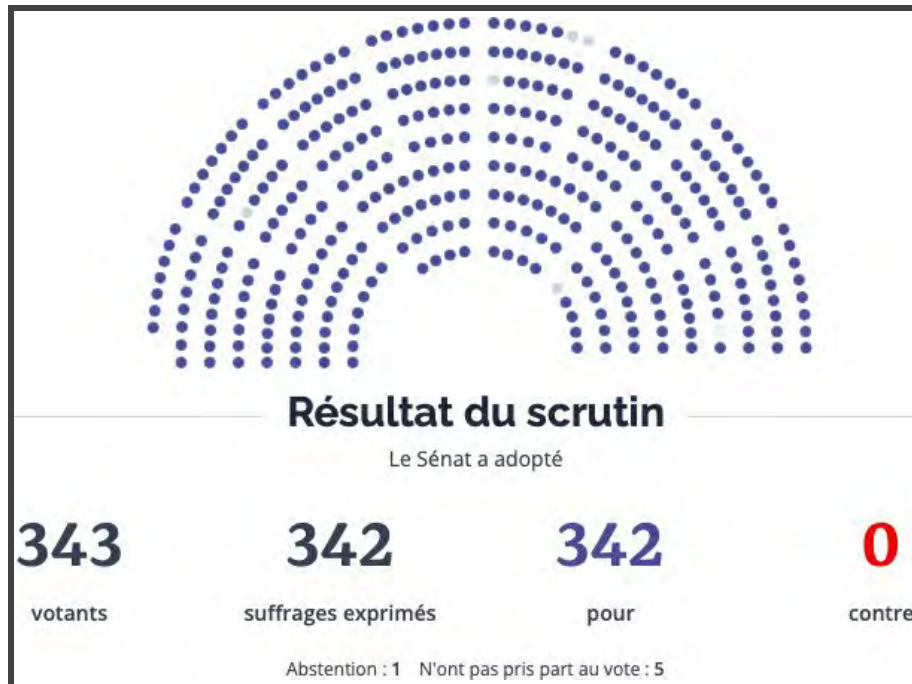 Résultat du scrutin
Le Sénat a adopté
343 342 342 0
votants suffrages exprimés pour contre
Abstention : 1 N'ont pas pris part au vote : 5